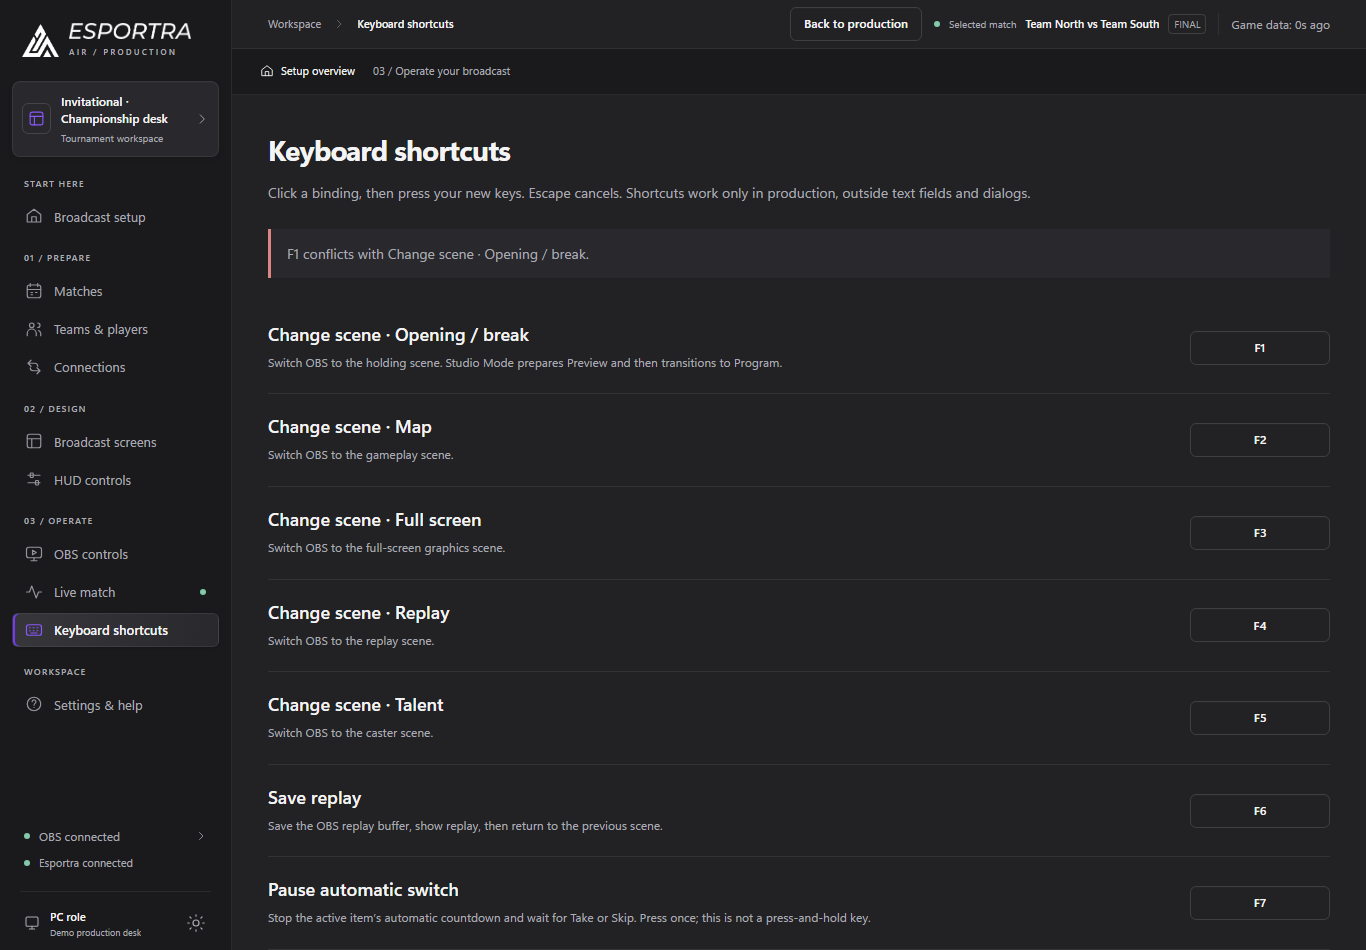 ESPORTRA
AIR / PRODUCTION
Invitational ·
Championship desk
Tournament workspace
START HERE
Broadcast setup
01 / PREPARE
Matches
Teams & players
Connections
02 / DESIGN
Broadcast screens
HUD controls
03 / OPERATE
OBS controls
Live match
Keyboard shortcuts
WORKSPACE
Settings & help
OBS connected
Esportra connected
PC role
Demo production desk
Workspace
Keyboard shortcuts
Back to production
Selected match Team North vs Team South FINAL
Game data: 0s ago
Setup overview
03 / Operate your broadcast
Keyboard shortcuts
Click a binding, then press your new keys. Escape cancels. Shortcuts work only in production, outside text fields and dialogs.
F1 conflicts with Change scene · Opening / break.
Change scene · Opening / break
Switch OBS to the holding scene. Studio Mode prepares Preview and then transitions to Program.
F1
Change scene · Map
Switch OBS to the gameplay scene.
F2
Change scene · Full screen
Switch OBS to the full-screen graphics scene.
F3
Change scene · Replay
Switch OBS to the replay scene.
F4
Change scene · Talent
Switch OBS to the caster scene.
F5
Save replay
Save the OBS replay buffer, show replay, then return to the previous scene.
F6
Pause automatic switch
Stop the active item's automatic countdown and wait for Take or Skip. Press once; this is not a press-and-hold key.
F7